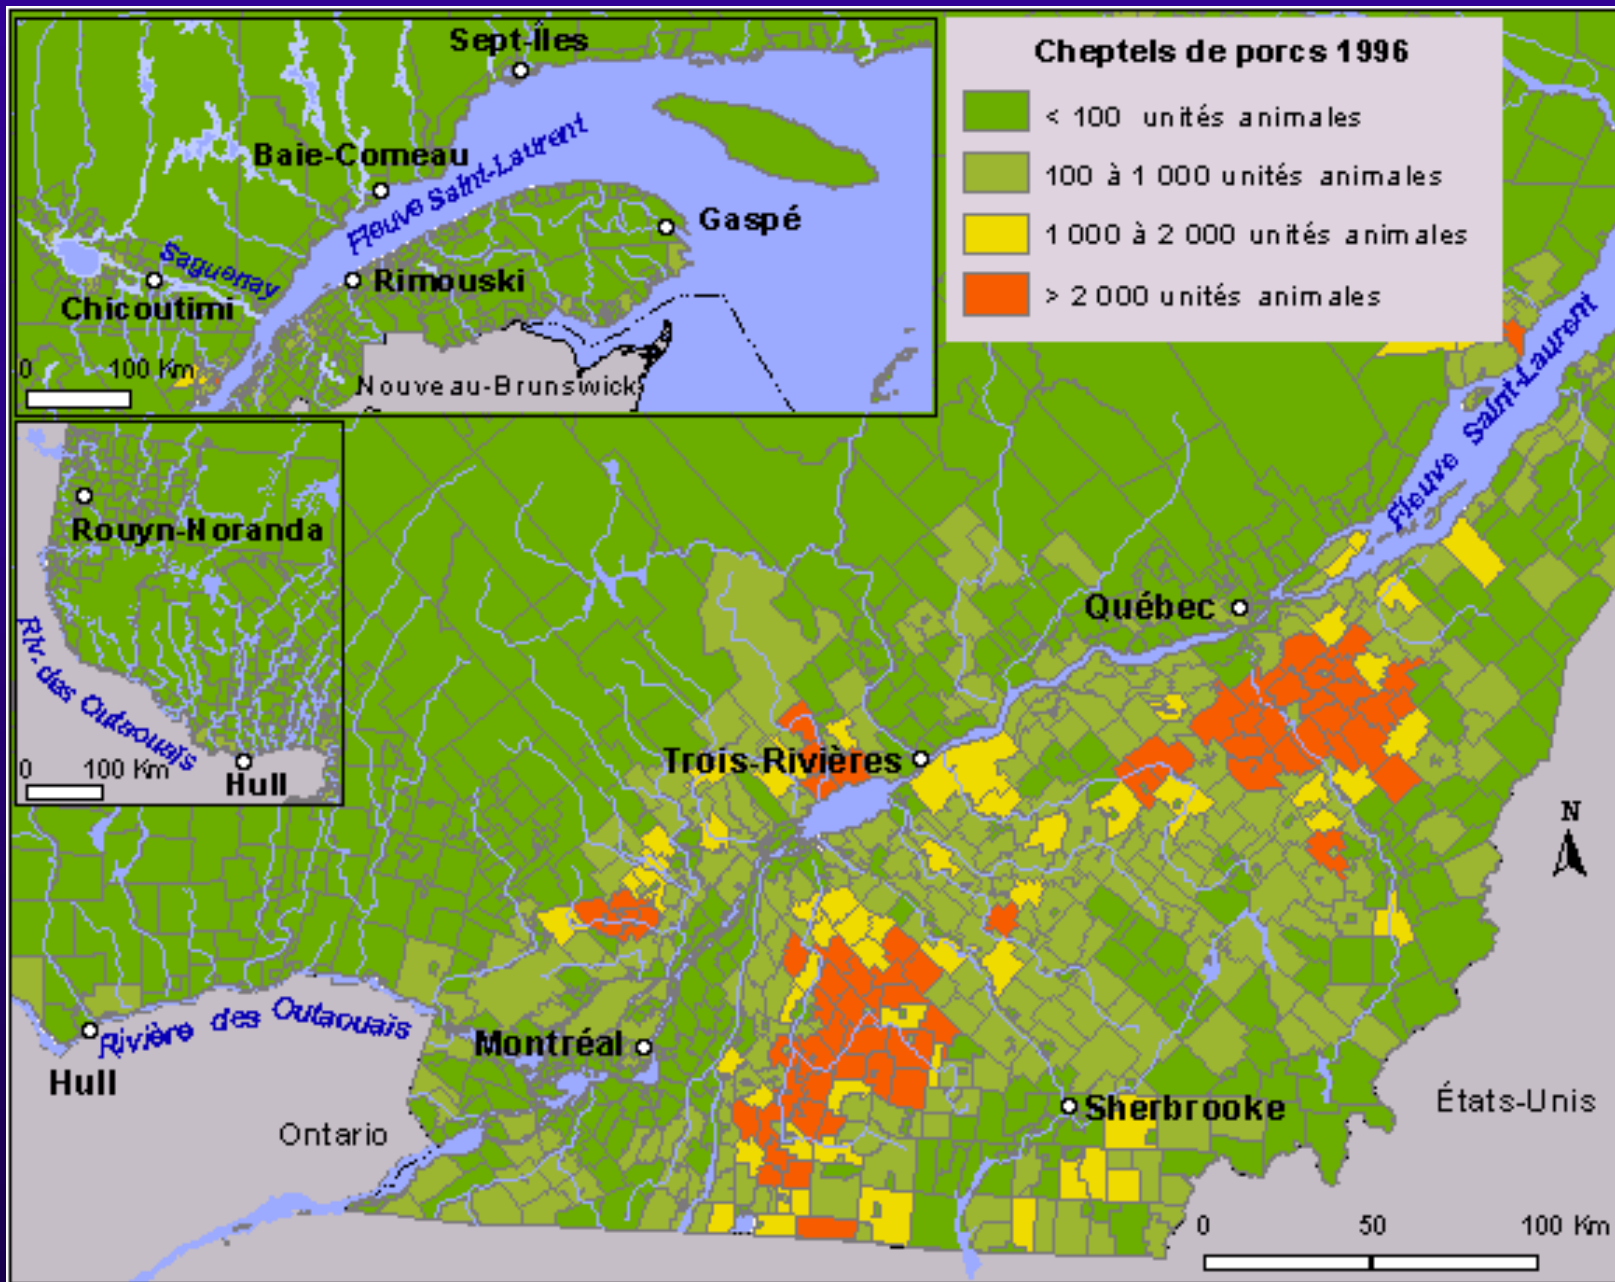 Sept-Îles
Baie-Comeau
Fleuve Saint-Laurent
Gaspé
Saguenay
Rimouski
Chicoutimi
0 100 Km
Nouveau-Brunswick
Cheptels de porcs 1996
< 100 unités animales
100 à 1 000 unités animales
1 000 à 2 000 unités animales
> 2 000 unités animales
Rouyn-Noranda
Riv. des Outaouais
0 100 Km
Hull
Fleuve Saint-Laurent
Québec
Trois-Rivières
N
Rivière des Outaouais
Hull
Montréal
Ontario
Sherbrooke
États-Unis
0 50 100 Km